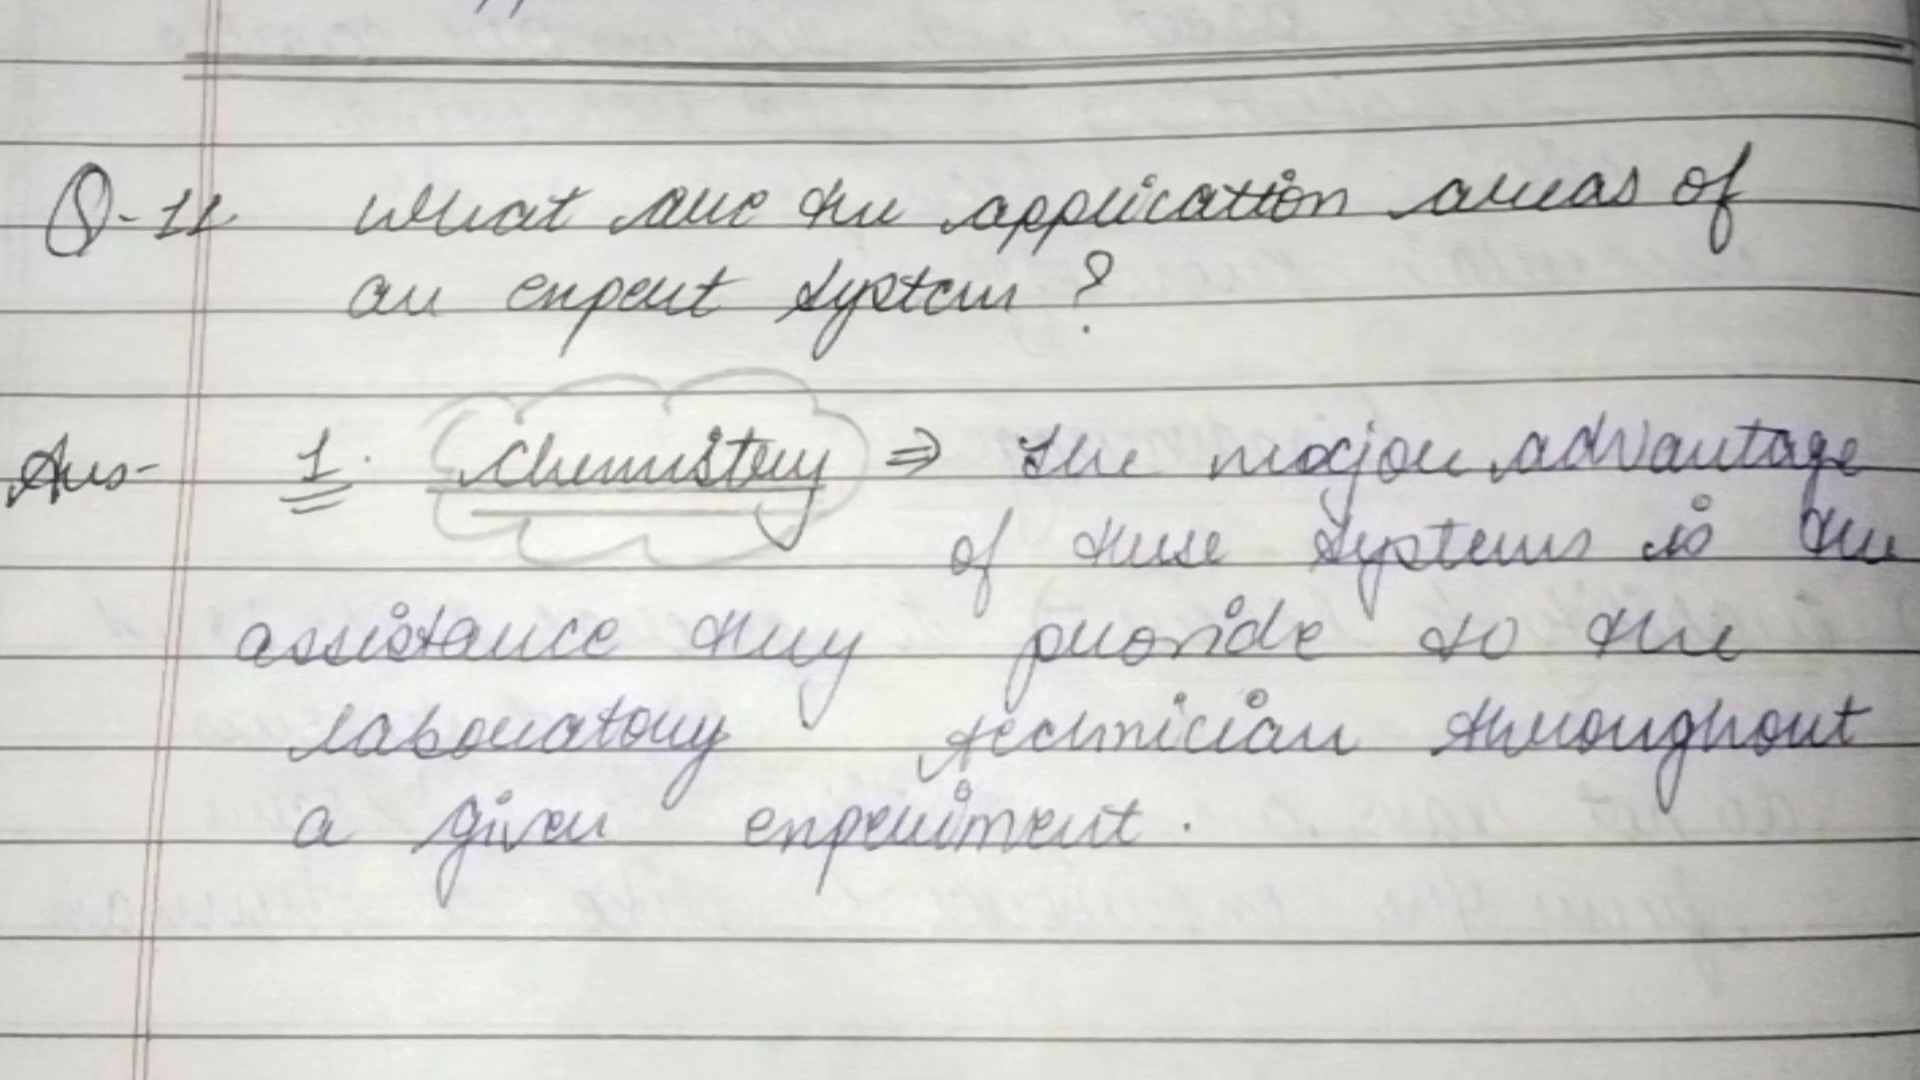 Q-11. What are the application areas of
an expert system ?
Ans- 1. Chemistry ⇒ The major advantage
of these systems is the
assistance they provide to the
laboratory technician throughout
a given experiment.